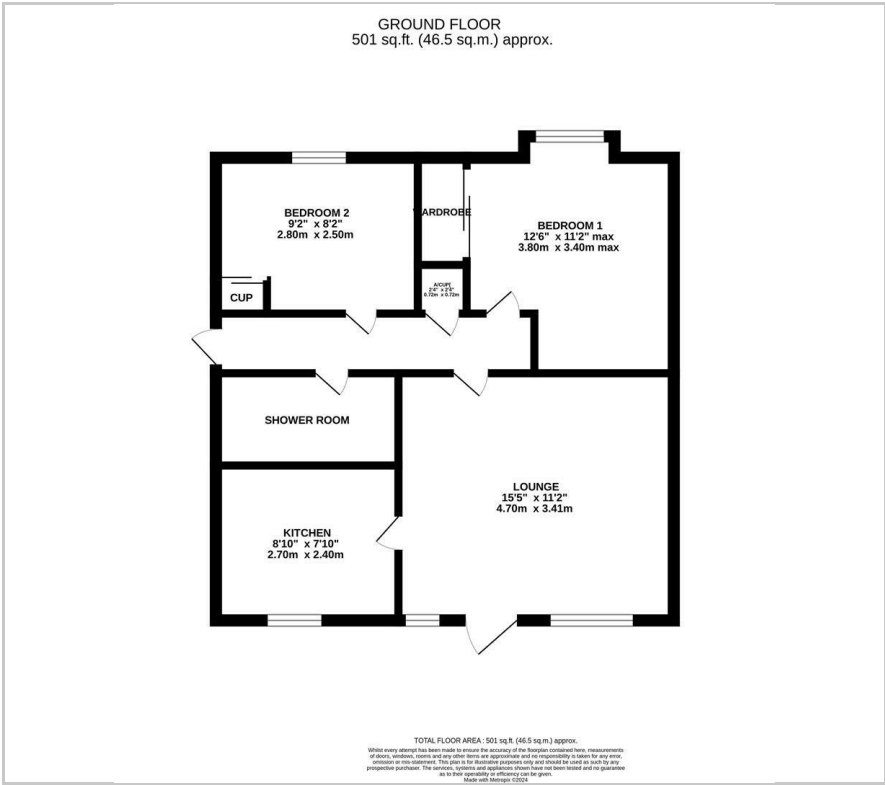 GROUND FLOOR
501 sq.ft. (46.5 sq.m.) approx.
BEDROOM 2
9'2" x 8'2"
2.80m x 2.50m
ARDROBE
BEDROOM 1
12'6" x 11'2" max
3.80m x 3.40m max
A/CUP[
2'4" x 2'4"
0.72m x 0.72m
CUP
SHOWER ROOM
LOUNGE
15'5" x 11'2"
4.70m x 3.41m
KITCHEN
8'10" x 7'10"
2.70m x 2.40m
TOTAL FLOOR AREA : 501 sq.ft. (46.5 sq.m.) approx.
Whilst every attempt has been made to ensure the accuracy of the floorplan contained here, measurements
of doors, windows, rooms and any other items are approximate and no responsibility is taken for any error,
omission or mis-statement. This plan is for illustrative purposes only and should be used as such by any
prospective purchaser. The services, systems and appliances shown have not been tested and no guarantee
as to their operability or efficiency can be given.
Made with Metropix ©2024